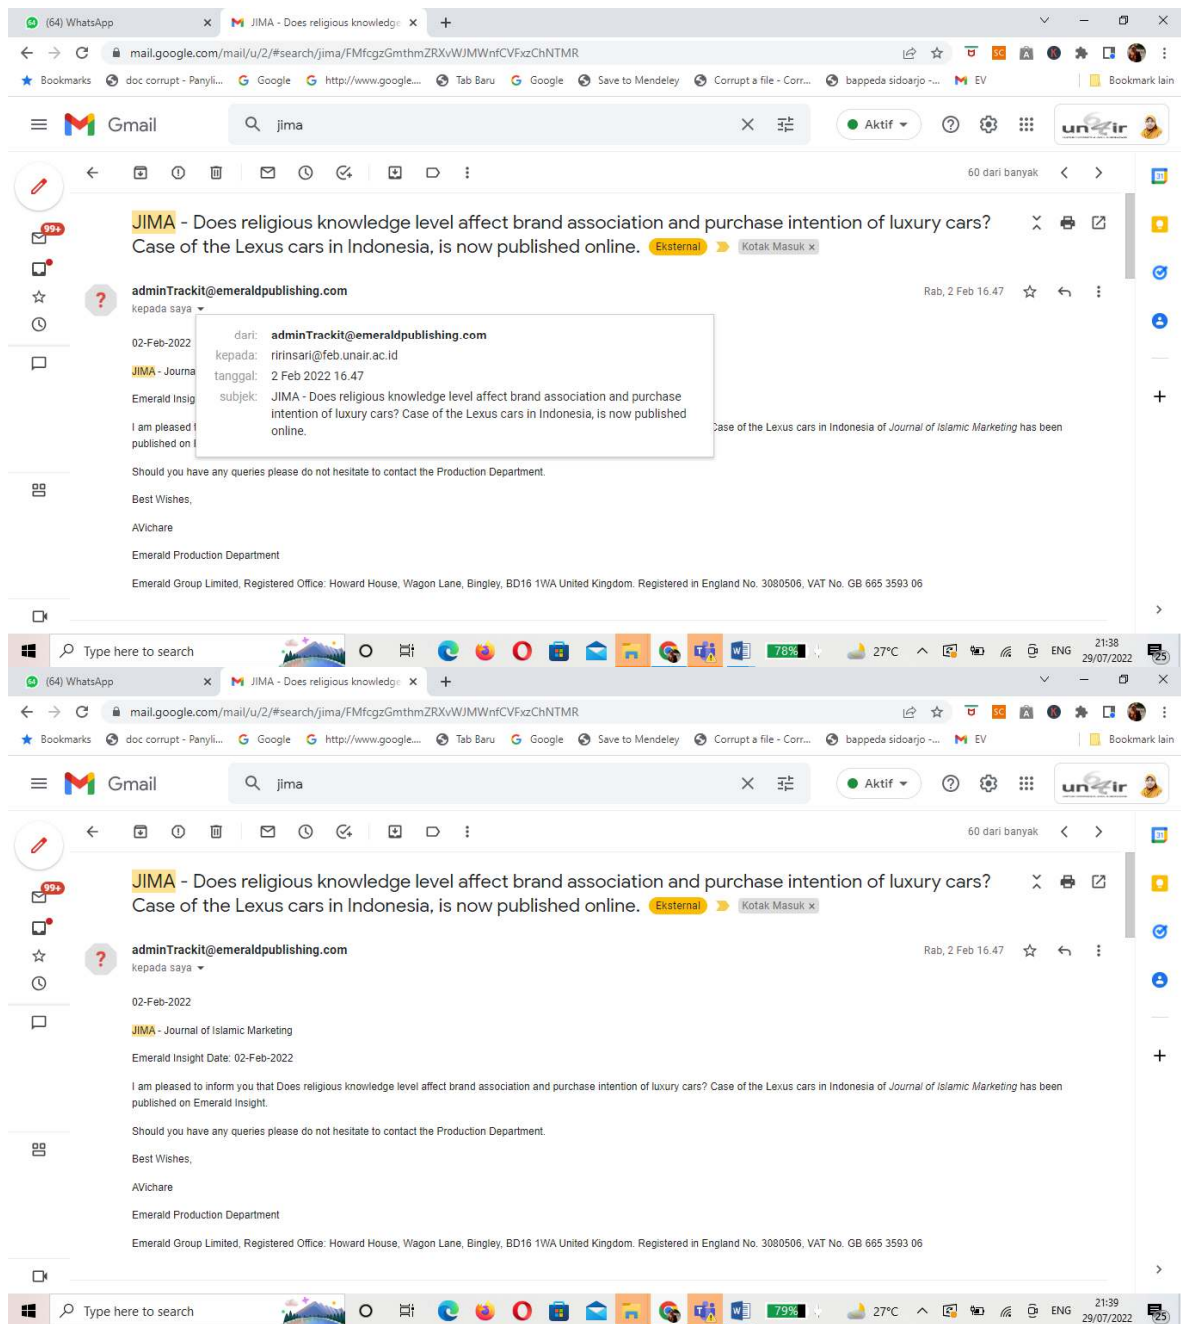 (64) WhatsApp
JIMA - Does religious knowledge
mail.google.com/mail/u/2/#search/jima/FMfcgzGmthmZRXvWJMWnfCVFxzChNTMR
Bookmarks doc corrupt - Panyli... Google http://www.google.... Tab Baru Google Save to Mendeley Corrupt a file - Corr... bappeda sidoarjo -... EV Bookmark lain
Gmail jima Aktif unair
60 dari banyak
99+
JIMA - Does religious knowledge level affect brand association and purchase intention of luxury cars?
Case of the Lexus cars in Indonesia, is now published online. Eksternal Kotak Masuk x
adminTrackit@emeraldpublishing.com Rab, 2 Feb 16.47
kepada saya
dari: adminTrackit@emeraldpublishing.com
02-Feb-2022
kepada: ririnsari@feb.unair.ac.id
tanggal: 2 Feb 2022 16.47
JIMA - Journa
subjek: JIMA - Does religious knowledge level affect brand association and purchase
intention of luxury cars? Case of the Lexus cars in Indonesia, is now published
online.
Emerald Insig
I am pleased Case of the Lexus cars in Indonesia of Journal of Islamic Marketing has been
published on
Should you have any queries please do not hesitate to contact the Production Department.
Best Wishes,
AVichare
Emerald Production Department
Emerald Group Limited, Registered Office: Howard House, Wagon Lane, Bingley, BD16 1WA United Kingdom. Registered in England No. 3080506, VAT No. GB 665 3593 06
Type here to search 78% 27°C ENG 21:38
29/07/2022 25
(64) WhatsApp
JIMA - Does religious knowledge
mail.google.com/mail/u/2/#search/jima/FMfcgzGmthmZRXvWJMWnfCVFxzChNTMR
Bookmarks doc corrupt - Panyli... Google http://www.google.... Tab Baru Google Save to Mendeley Corrupt a file - Corr... bappeda sidoarjo -... EV Bookmark lain
Gmail jima Aktif unair
60 dari banyak
99+
JIMA - Does religious knowledge level affect brand association and purchase intention of luxury cars?
Case of the Lexus cars in Indonesia, is now published online. Eksternal Kotak Masuk x
adminTrackit@emeraldpublishing.com Rab, 2 Feb 16.47
kepada saya
02-Feb-2022
JIMA - Journal of Islamic Marketing
Emerald Insight Date: 02-Feb-2022
I am pleased to inform you that Does religious knowledge level affect brand association and purchase intention of luxury cars? Case of the Lexus cars in Indonesia of Journal of Islamic Marketing has been
published on Emerald Insight.
Should you have any queries please do not hesitate to contact the Production Department.
Best Wishes,
AVichare
Emerald Production Department
Emerald Group Limited, Registered Office: Howard House, Wagon Lane, Bingley, BD16 1WA United Kingdom. Registered in England No. 3080506, VAT No. GB 665 3593 06
Type here to search 79% 27°C ENG 21:39
29/07/2022 25